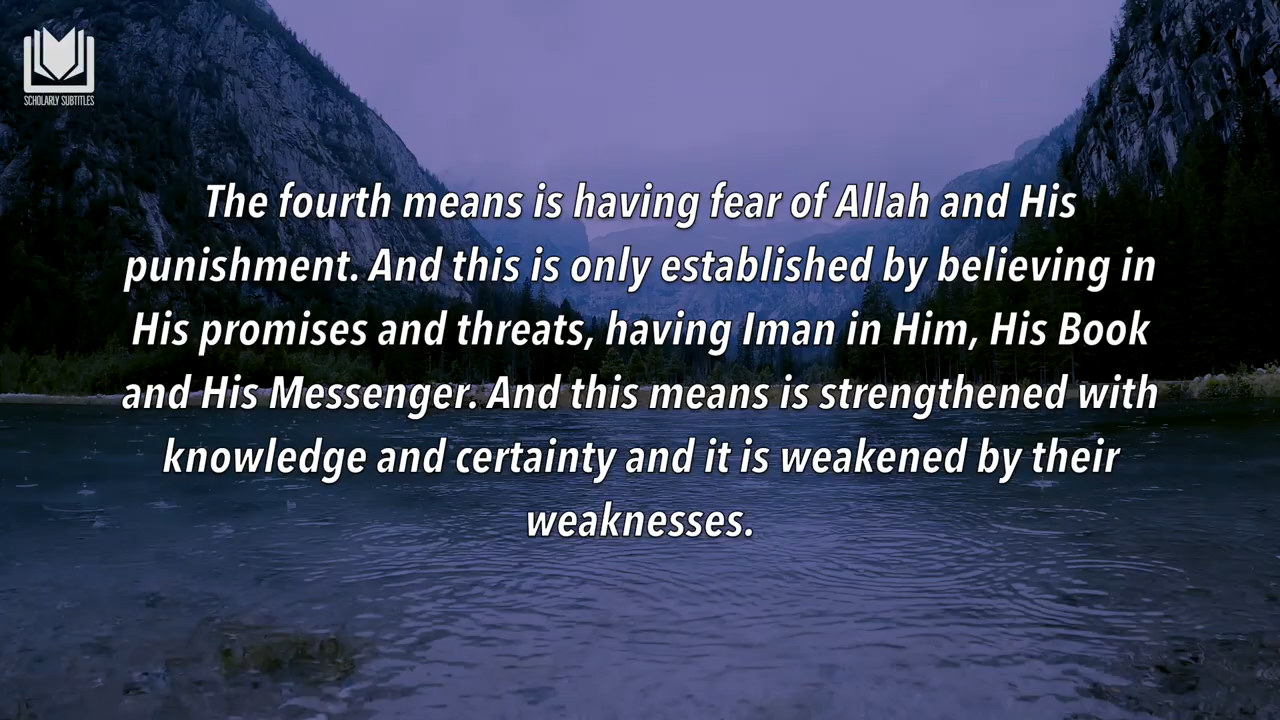 SCHOLARLY SUBTITLES
The fourth means is having fear of Allah and His
punishment. And this is only established by believing in
His promises and threats, having Iman in Him, His Book
and His Messenger. And this means is strengthened with
knowledge and certainty and it is weakened by their
weaknesses.